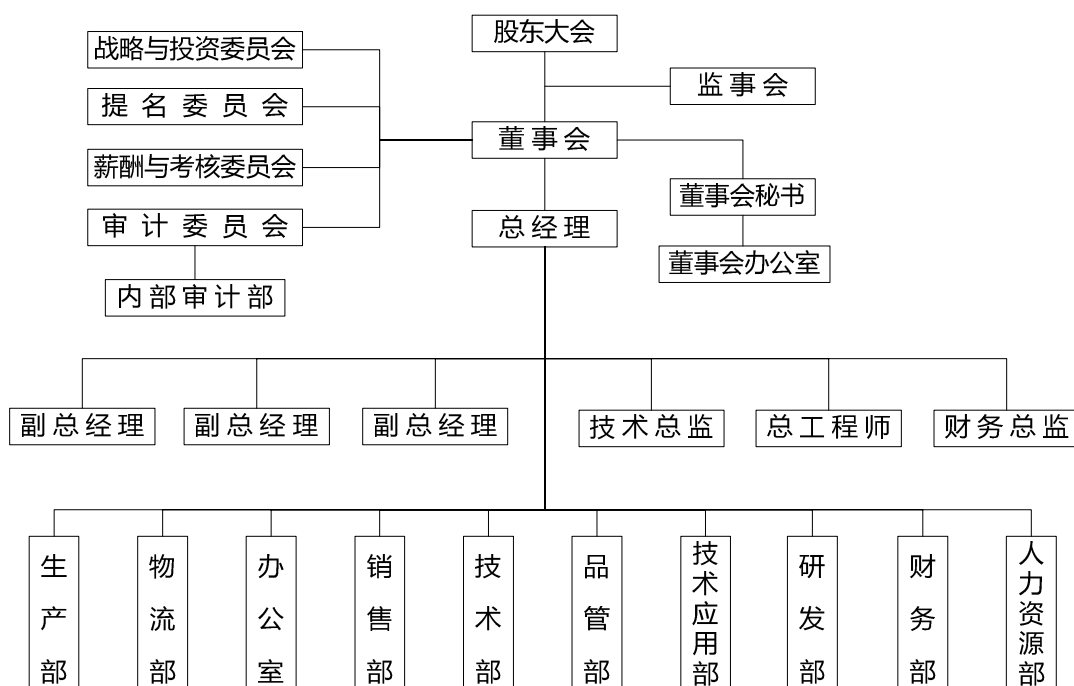 股东大会
战略与投资委员会
监事会
提名委员会
董事会
薪酬与考核委员会
董事会秘书
审计委员会
总经理
董事会办公室
内部审计部
副总经理
副总经理
副总经理
技术总监
总工程师
财务总监
生产部
物流部
办公室
销售部
技术部
品管部
技术应用部
研发部
财务部
人力资源部